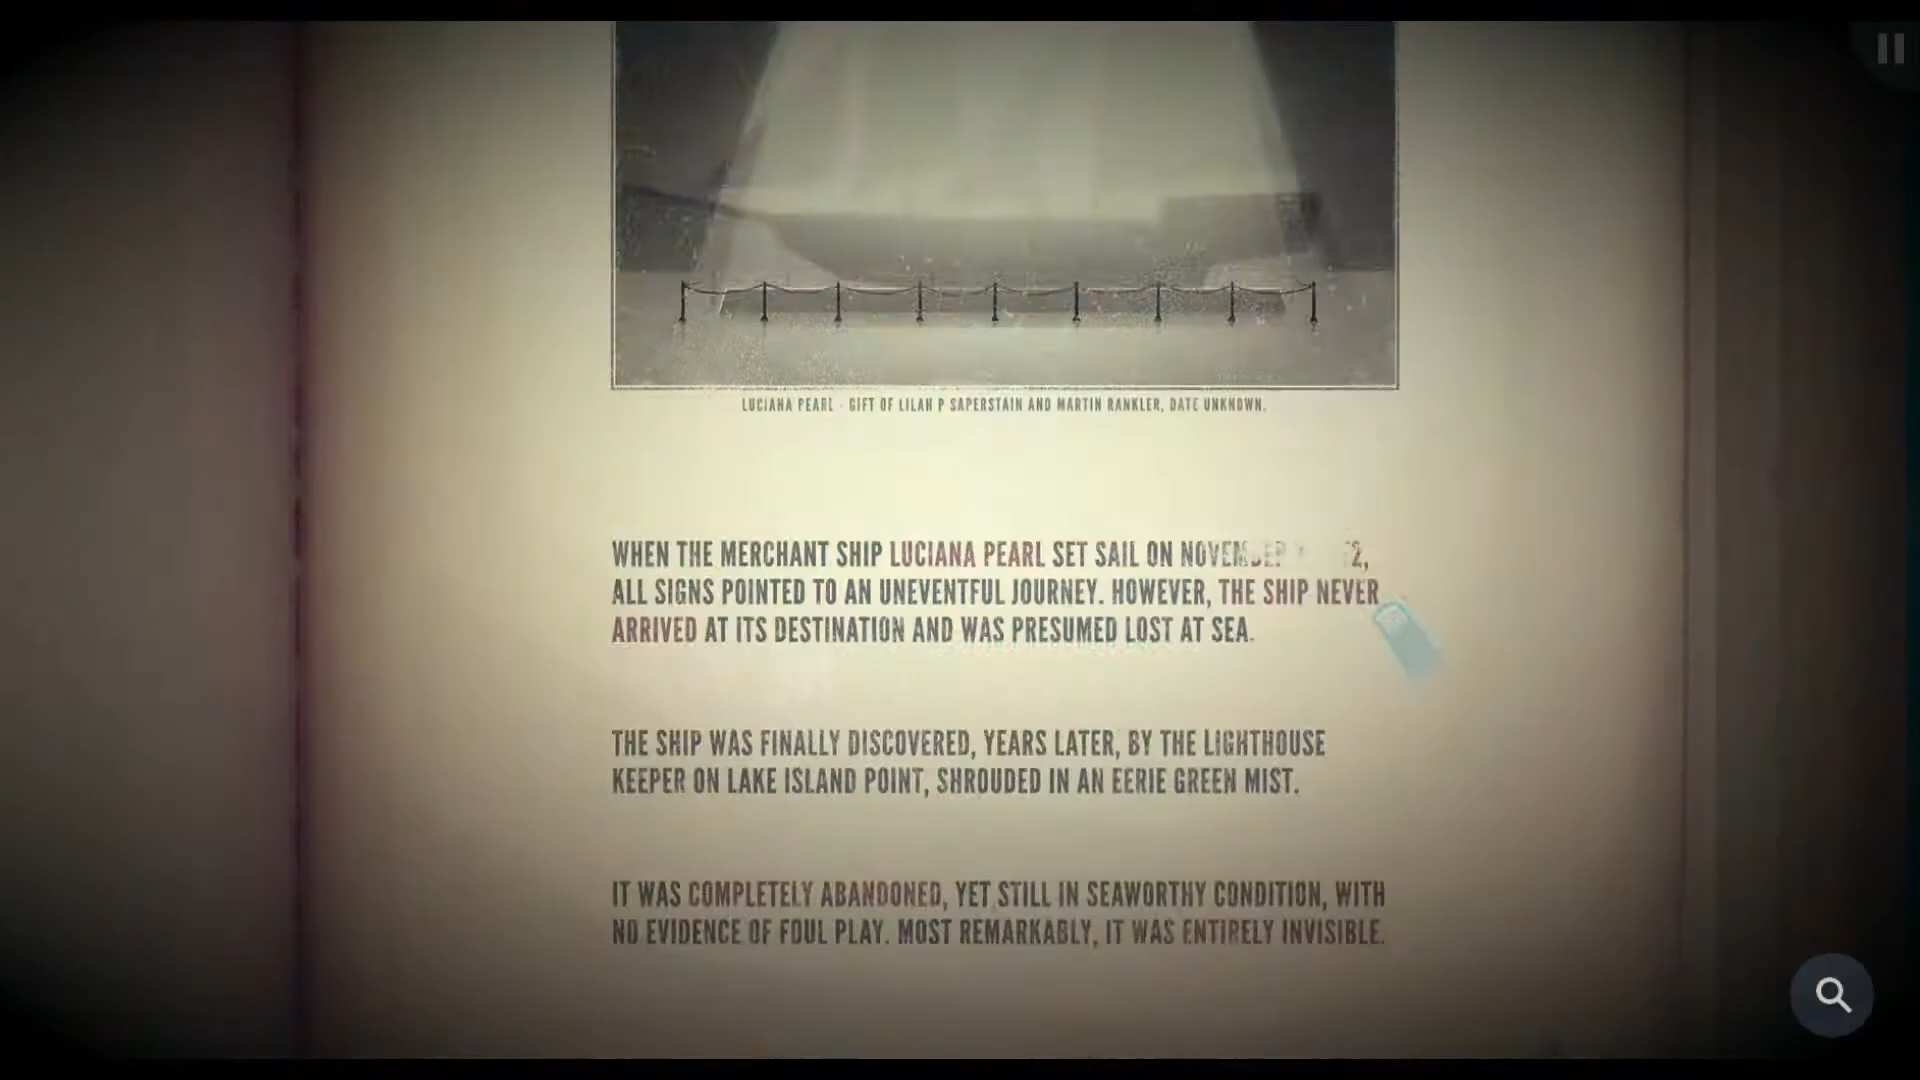 LUCIANA PEARL - GIFT OF LILAH P SAPERSTAIN AND MARTIN RANKLER, DATE UNKNOWN.
WHEN THE MERCHANT SHIP LUCIANA PEARL SET SAIL ON NOVEMBER
ALL SIGNS POINTED TO AN UNEVENTFUL JOURNEY. HOWEVER, THE SHIP NEVER
ARRIVED AT ITS DESTINATION AND WAS PRESUMED LOST AT SEA.
THE SHIP WAS FINALLY DISCOVERED, YEARS LATER, BY THE LIGHTHOUSE
KEEPER ON LAKE ISLAND POINT, SHROUDED IN AN EERIE GREEN MIST.
IT WAS COMPLETELY ABANDONED, YET STILL IN SEAWORTHY CONDITION, WITH
NO EVIDENCE OF FOUL PLAY. MOST REMARKABLY, IT WAS ENTIRELY INVISIBLE.